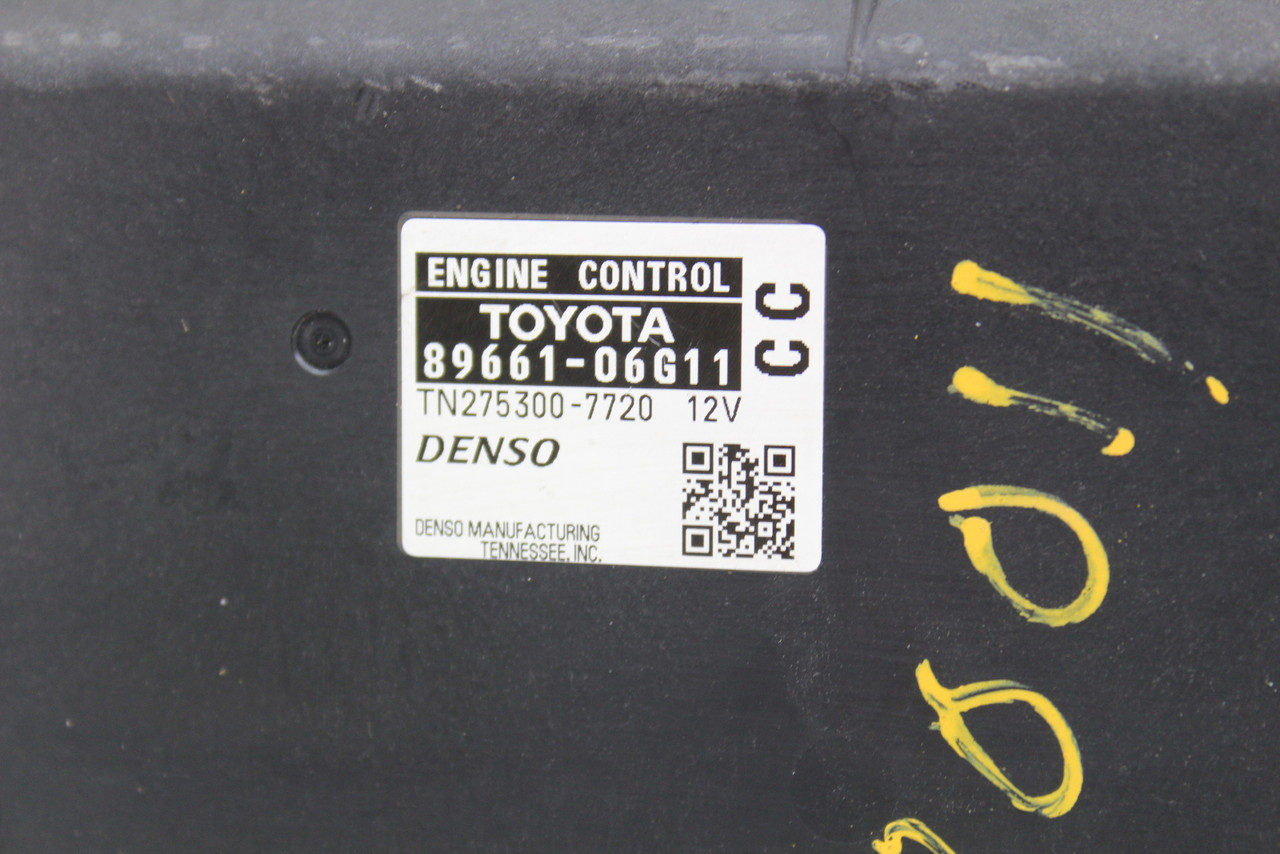 ENGINE CONTROL
TOYOTA
89661-06G11
CC
TN275300-7720 12V
DENSO
DENSO MANUFACTURING
TENNESSEE, INC.